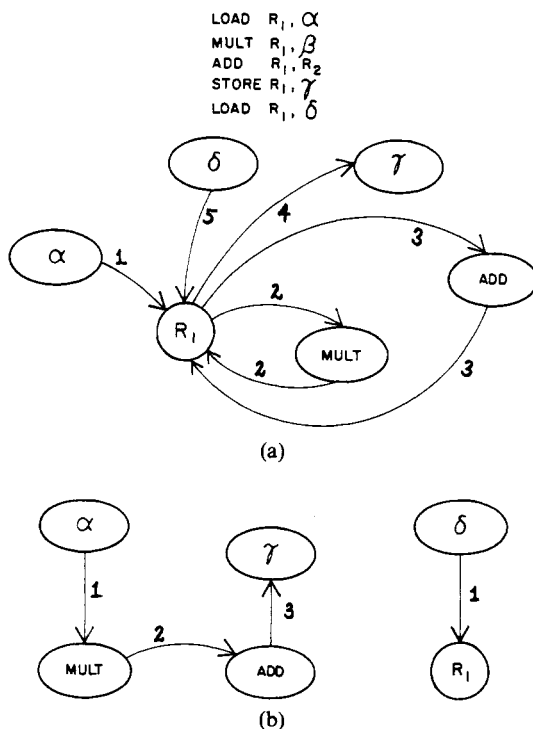 LOAD R₁, α
MULT R₁, β
ADD R₁, R₂
STORE R₁, γ
LOAD R₁, δ
δ
γ
5
4
3
α
1
ADD
2
R₁
MULT
2
3
(a)
α
δ
γ
1
3
1
2
MULT
ADD
R₁
(b)